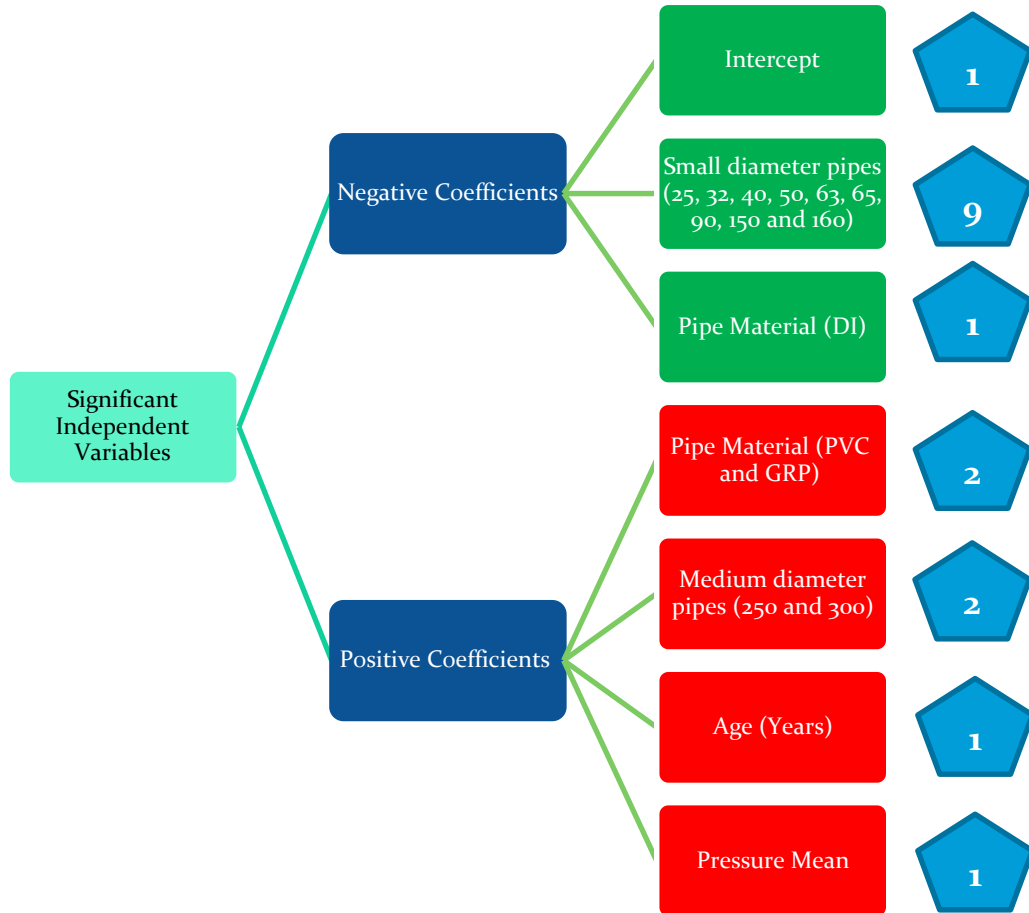 Intercept
1
Small diameter pipes
(25, 32, 40, 50, 63, 65,
90, 150 and 160)
9
Negative Coefficients
Pipe Material (DI)
1
Significant
Independent
Variables
Pipe Material (PVC
and GRP)
2
Medium diameter
pipes (250 and 300)
2
Positive Coefficients
Age (Years)
1
Pressure Mean
1